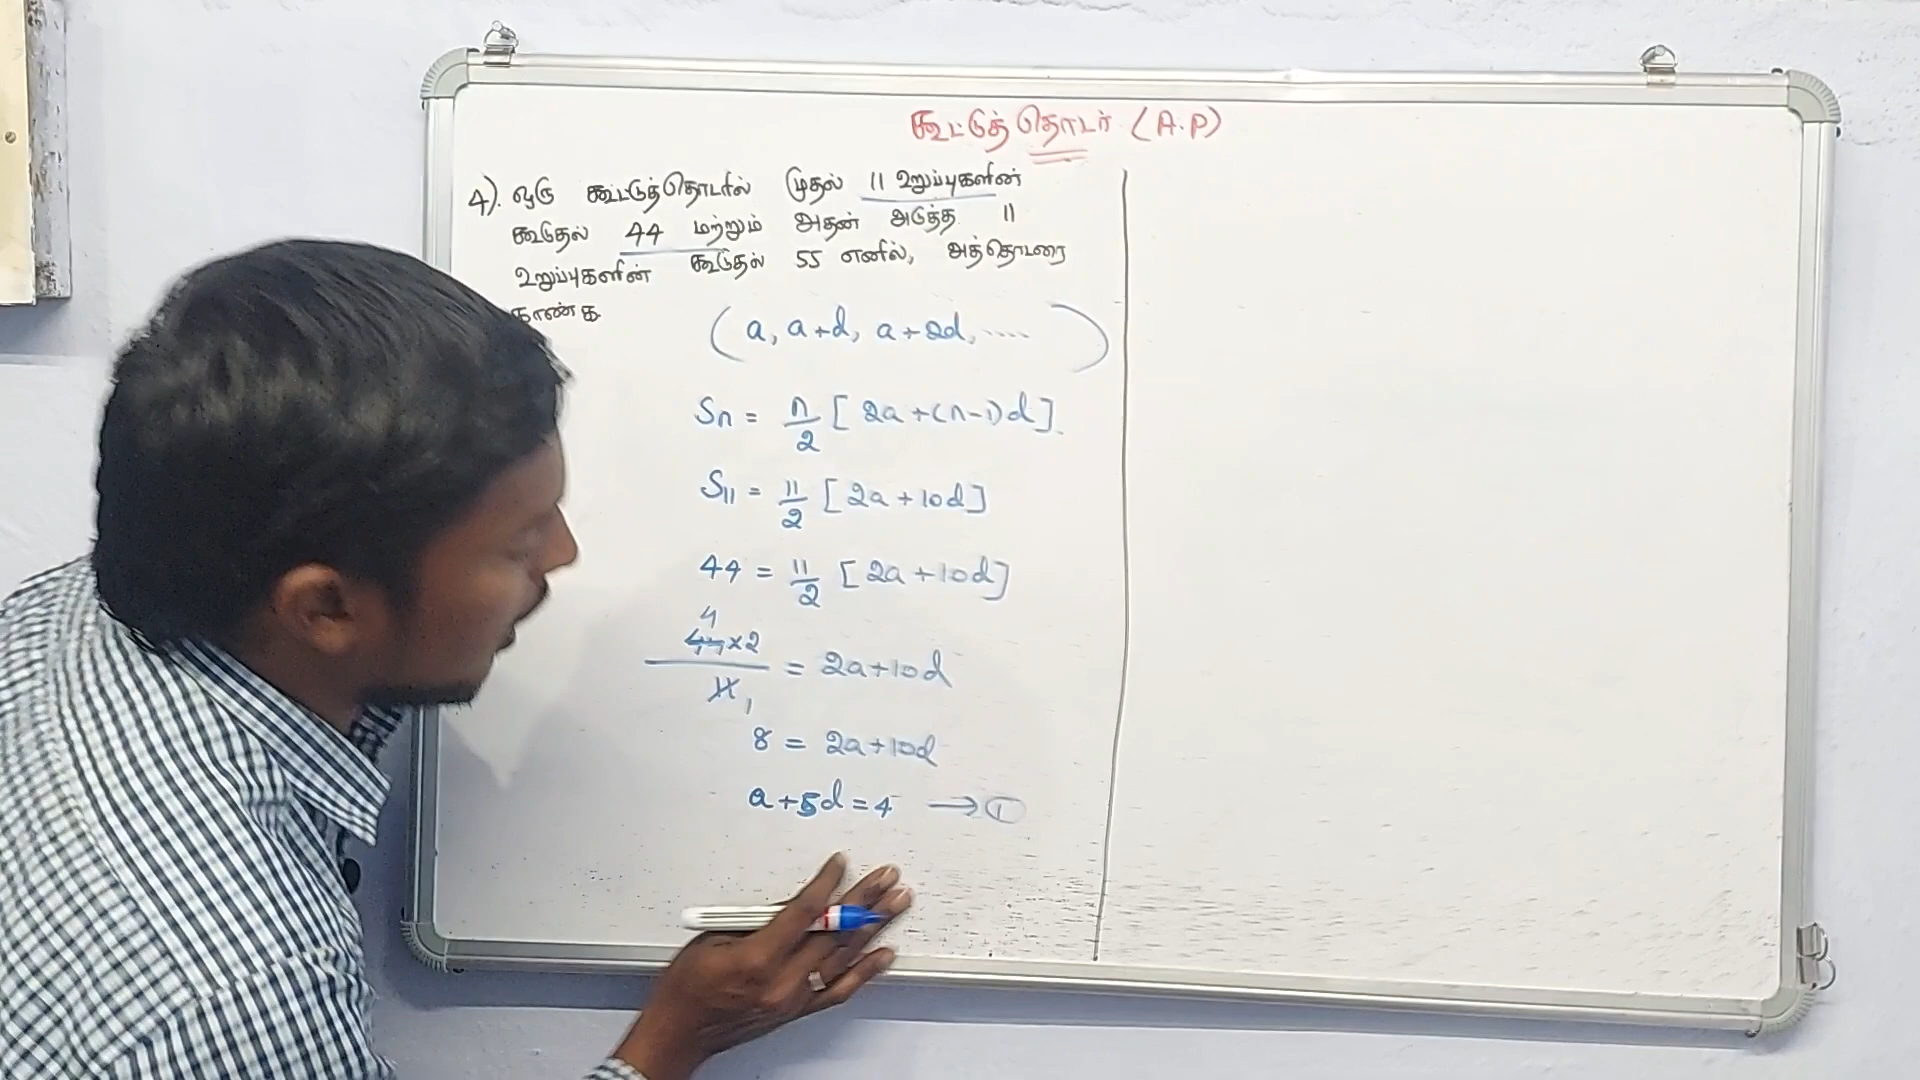 கூட்டுத் தொடர் (A.P)
4). ஒரு கூட்டுத்தொடரில் முதல் 11 உறுப்புகளின்
கூடுதல் 44 மற்றும் அதன் அடுத்த 11
உறுப்புகளின் கூடுதல் 55 எனில், அத்தொடரை
காண்க
(a, a+d, a+2d, ....)
Sn = n/2 [2a+(n-1)d].
S11 = 11/2 [2a+10d]
44 = 11/2 [2a+10d]
4
44×2 / 11 1 = 2a+10d
8 = 2a+10d
a+5d=4 → ①